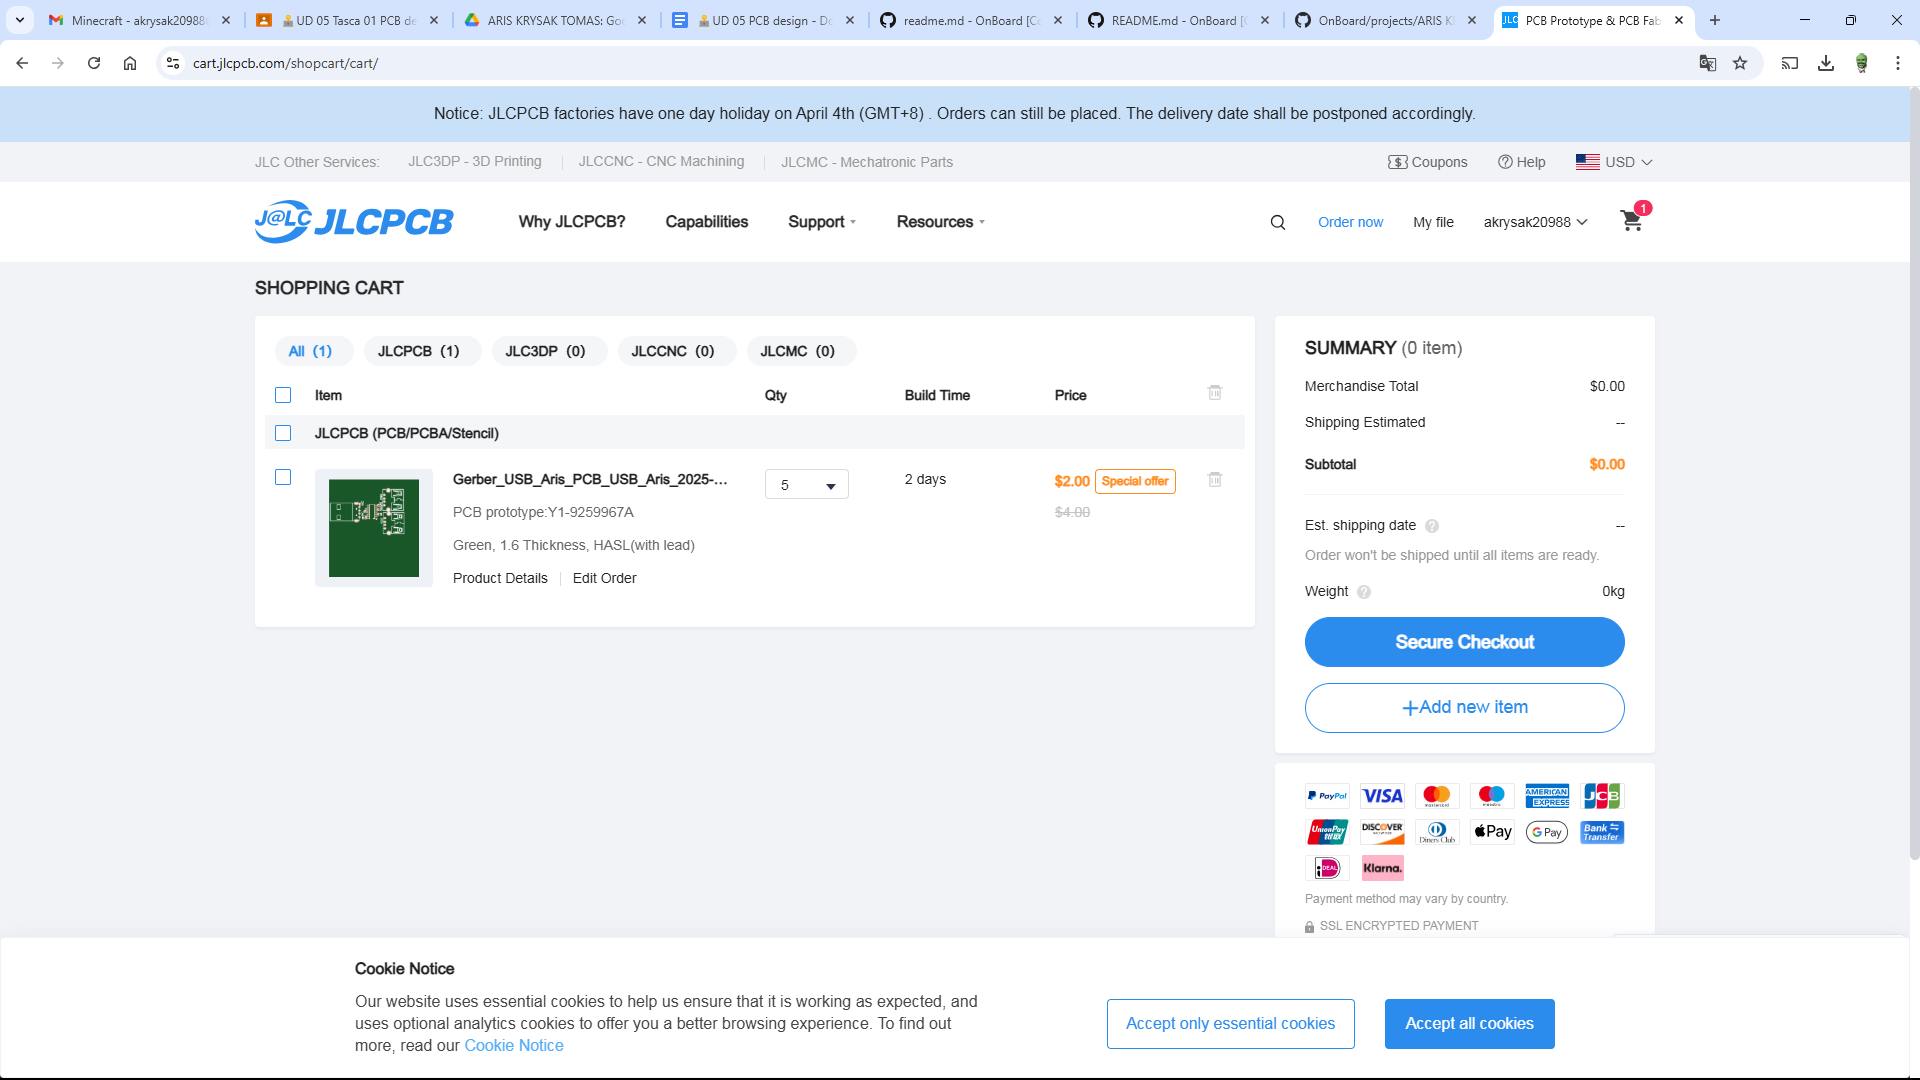 Minecraft - akrysak20988
UD 05 Tasca 01 PCB de
ARIS KRYSAK TOMAS: Goo
UD 05 PCB design - Do
readme.md - OnBoard [Co
README.md - OnBoard [C
OnBoard/projects/ARIS K
JLC PCB Prototype & PCB Fab
cart.jlcpcb.com/shopcart/cart/
Notice: JLCPCB factories have one day holiday on April 4th (GMT+8) . Orders can still be placed. The delivery date shall be postponed accordingly.
JLC Other Services:
JLC3DP - 3D Printing
JLCCNC - CNC Machining
JLCMC - Mechatronic Parts
Coupons
Help
USD
J@LC JLCPCB
Why JLCPCB?
Capabilities
Support
Resources
Order now
My file
akrysak20988
1
SHOPPING CART
All (1)
JLCPCB (1)
JLC3DP (0)
JLCCNC (0)
JLCMC (0)
Item
Qty
Build Time
Price
JLCPCB (PCB/PCBA/Stencil)
Gerber_USB_Aris_PCB_USB_Aris_2025-...
5
2 days
$2.00
Special offer
PCB prototype:Y1-9259967A
$4.00
Green, 1.6 Thickness, HASL(with lead)
Product Details
Edit Order
SUMMARY (0 item)
Merchandise Total
$0.00
Shipping Estimated
--
Subtotal
$0.00
Est. shipping date
--
Order won't be shipped until all items are ready.
Weight
0kg
Secure Checkout
+Add new item
PayPal
VISA
mastercard
maestro
AMERICAN EXPRESS
JCB
UnionPay 银联
DISCOVER
Diners Club
Pay
G Pay
Bank Transfer
iDEAL
Klarna.
Payment method may vary by country.
SSL ENCRYPTED PAYMENT
Cookie Notice
Our website uses essential cookies to help us ensure that it is working as expected, and
uses optional analytics cookies to offer you a better browsing experience. To find out
more, read our Cookie Notice
Accept only essential cookies
Accept all cookies